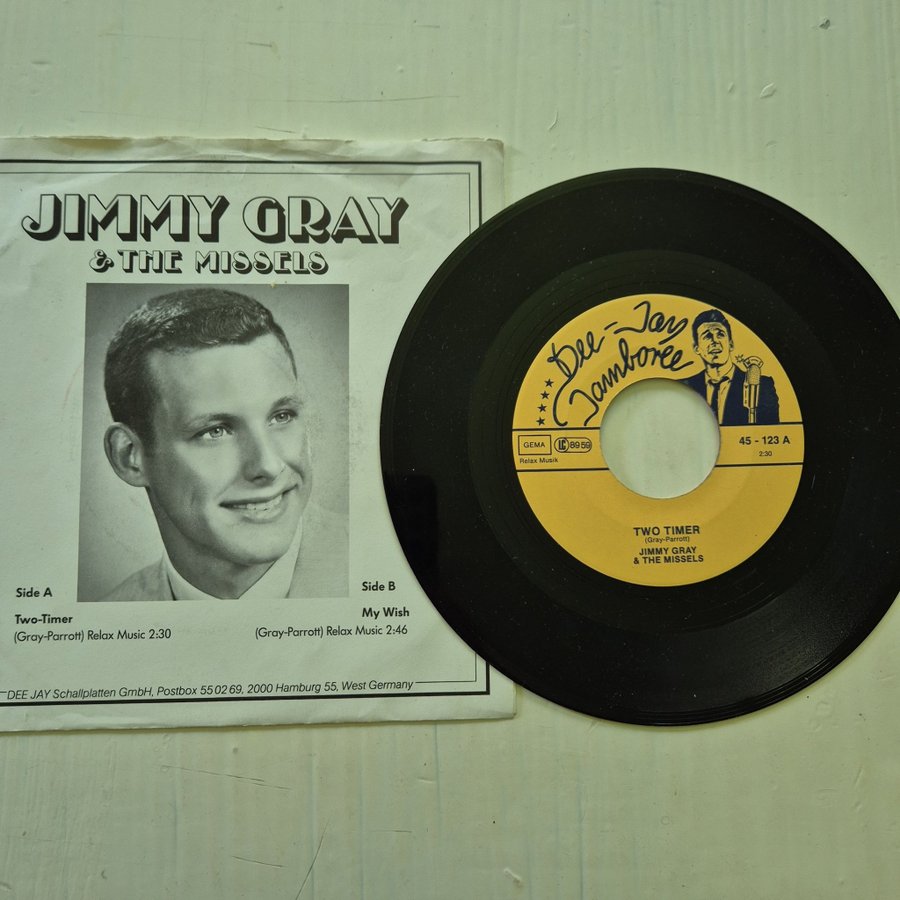 JIMMY GRAY
& THE MISSELS
Side A
Side B
Two-Timer
My Wish
(Gray-Parrott) Relax Music 2:30
(Gray-Parrott) Relax Music 2:46
DEE JAY Schallplatten GmbH, Postbox 55 02 69, 2000 Hamburg 55, West Germany
Dee-Jay
Jamboree
GEMA
LC 8959
45 - 123 A
Relax Musik
2:30
TWO TIMER
(Gray-Parrott)
JIMMY GRAY
& THE MISSELS